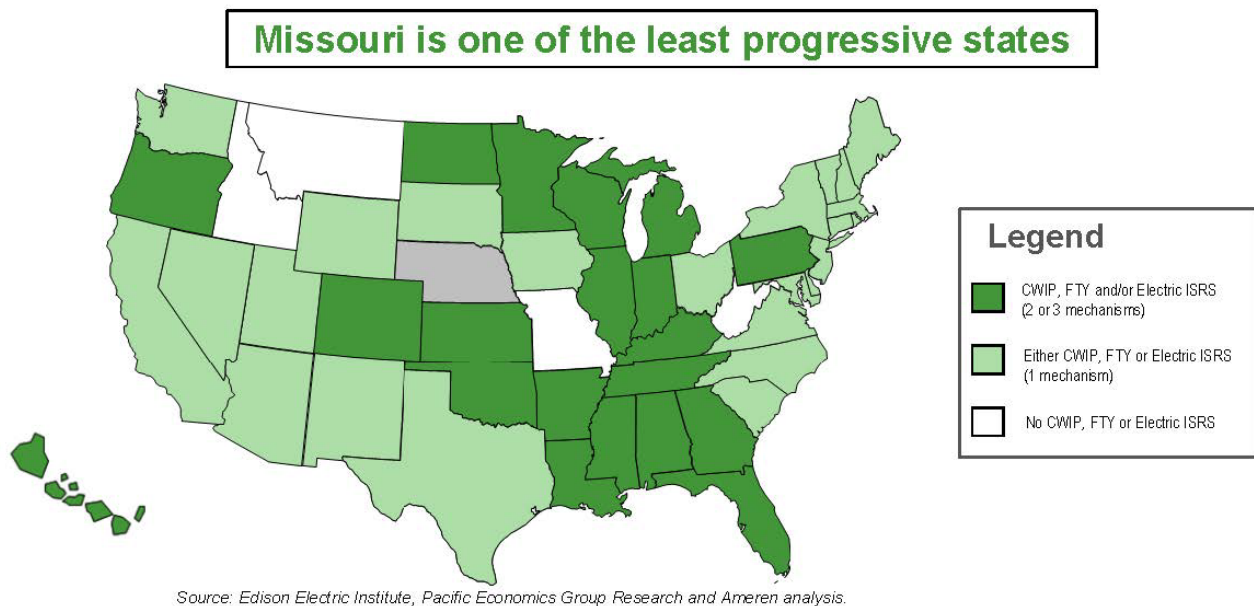 Missouri is one of the least progressive states
Legend
CWIP, FTY and/or Electric ISRS
(2 or 3 mechanisms)
Either CWIP, FTY or Electric ISRS
(1 mechanism)
No CWIP, FTY or Electric ISRS
Source: Edison Electric Institute, Pacific Economics Group Research and Ameren analysis.